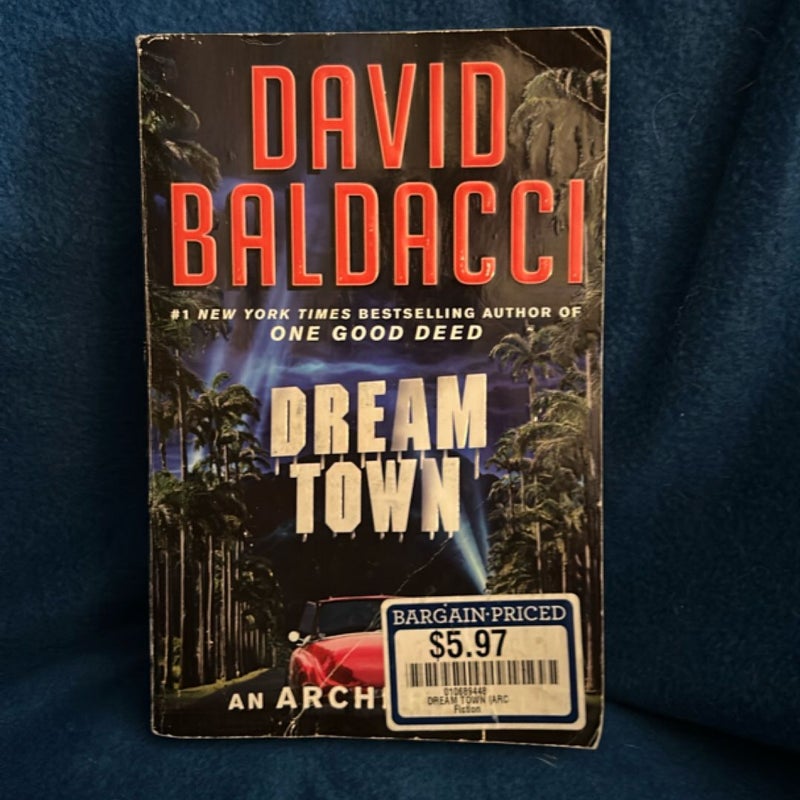 DAVID
BALDACCI
#1 NEW YORK TIMES BESTSELLING AUTHOR OF
ONE GOOD DEED
DREAM
TOWN
BARGAIN·PRICED
$5.97
010689448
DREAM TOWN (ARC
Fiction
AN ARCH